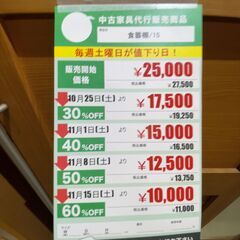 中古家具代行販売商品
食器棚/15
毎週土曜日が値下り日！
販売開始価格 ¥25,000
税込価格 ¥27,500
10月25日(土)より ¥17,500
30%OFF 税込価格 ¥19,250
11月1日(土)より ¥15,000
40%OFF 税込価格 ¥16,500
11月8日(土)より ¥12,500
50%OFF 税込価格 ¥13,750
11月15日(土)より ¥10,000
60%OFF 税込価格 ¥11,000